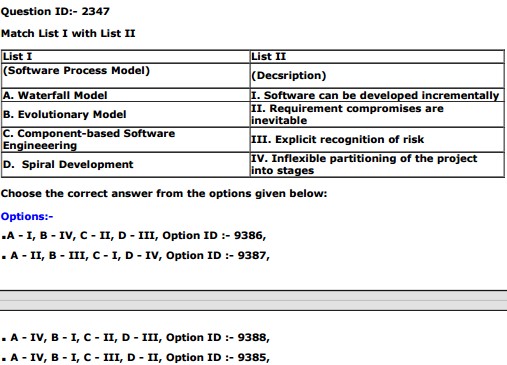 Question ID:- 2347
Match List I with List II
List I
List II
(Software Process Model)
(Decsription)
A. Waterfall Model
I. Software can be developed incrementally
B. Evolutionary Model
II. Requirement compromises are
inevitable
C. Component-based Software
Engineeering
III. Explicit recognition of risk
D. Spiral Development
IV. Inflexible partitioning of the project
into stages
Choose the correct answer from the options given below:
Options:-
▪A - I, B - IV, C - II, D - III, Option ID :- 9386,
▪ A - II, B - III, C - I, D - IV, Option ID :- 9387,
▪ A - IV, B - I, C - II, D - III, Option ID :- 9388,
▪ A - IV, B - I, C - III, D - II, Option ID :- 9385,